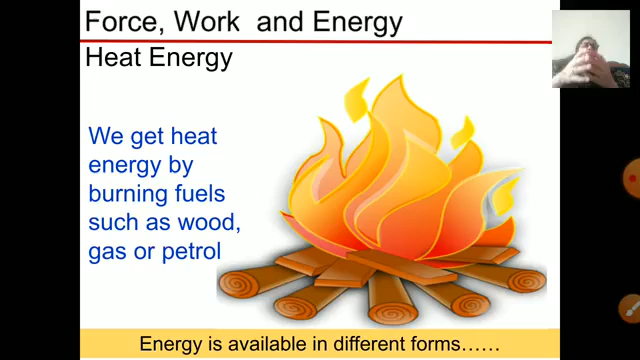 Force, Work and Energy
Heat Energy
We get heat
energy by
burning fuels
such as wood,
gas or petrol
Energy is available in different forms......